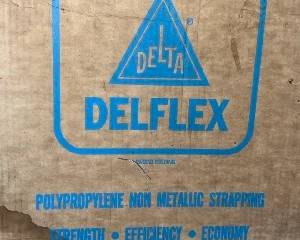 DELTA ®
DELFLEX
POLYPROPYLENE NON METALLIC STRAPPING
STRENGTH • EFFICIENCY • ECONOMY